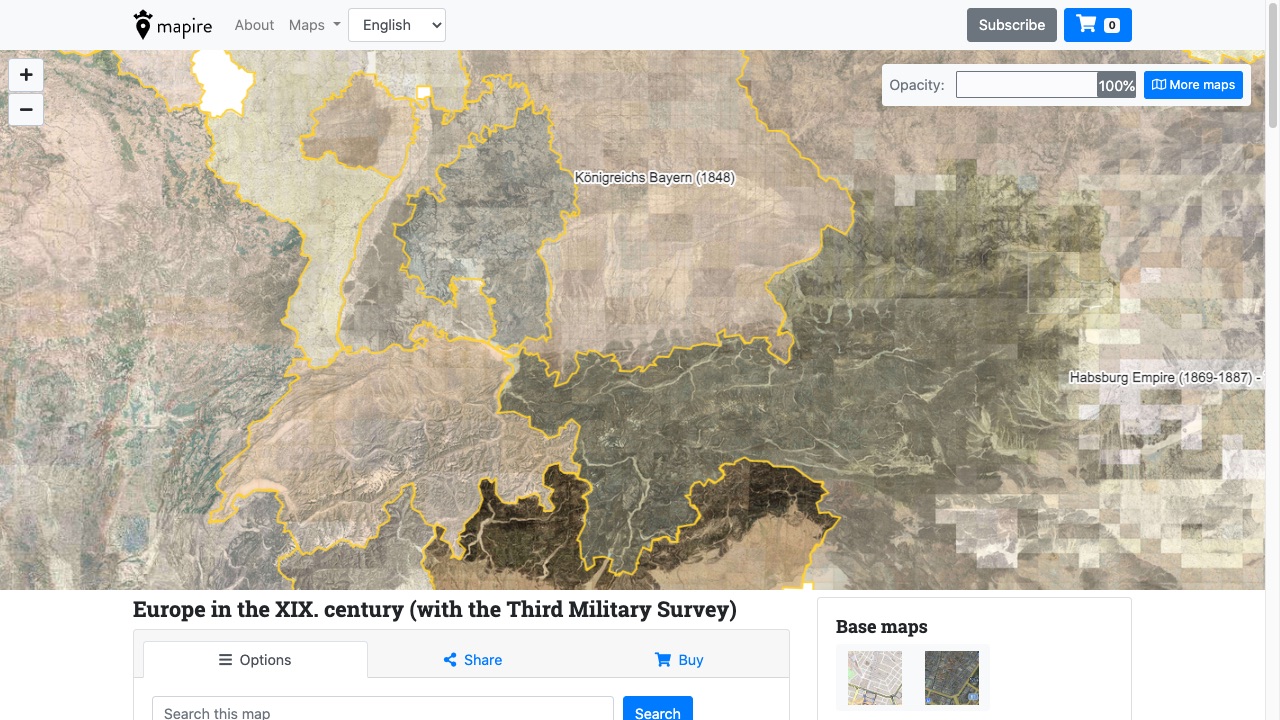 mapire
About
Maps
English
Subscribe
0
+
−
Opacity:
100%
More maps
Königreichs Bayern (1848)
Habsburg Empire (1869-1887) -
Europe in the XIX. century (with the Third Military Survey)
Options
Share
Buy
Search this map
Search
Base maps